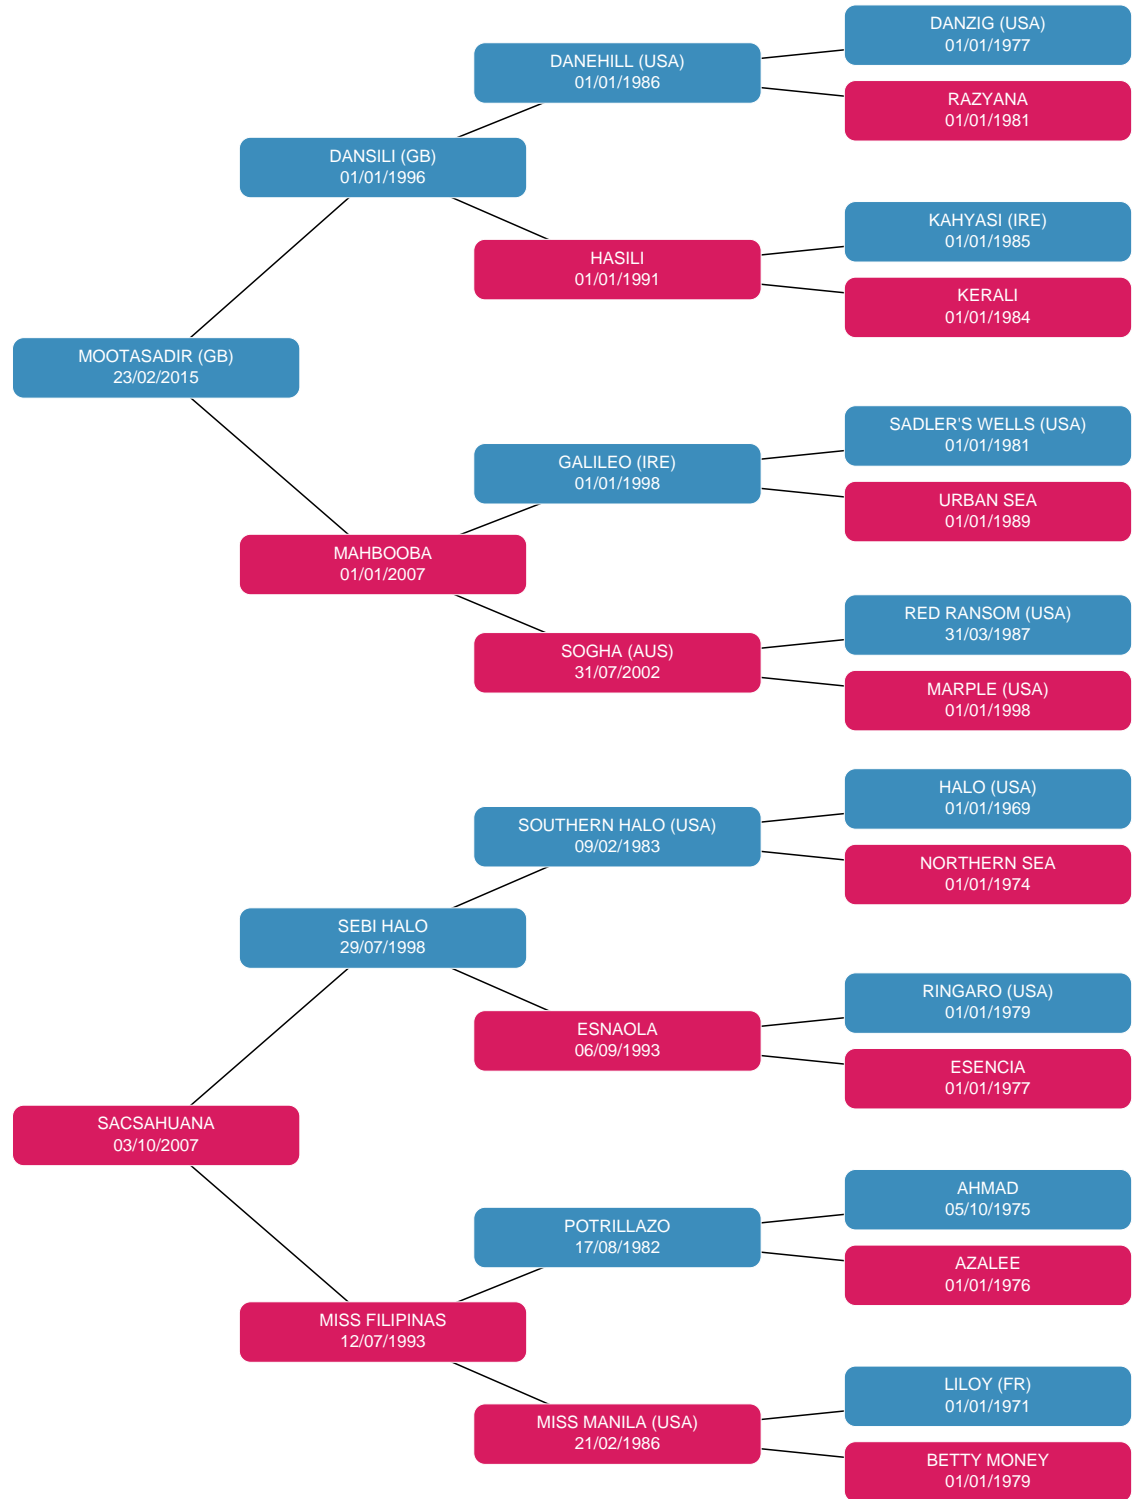 DANZIG (USA)
01/01/1977
DANEHILL (USA)
01/01/1986
RAZYANA
01/01/1981
DANSILI (GB)
01/01/1996
KAHYASI (IRE)
01/01/1985
HASILI
01/01/1991
KERALI
01/01/1984
MOOTASADIR (GB)
23/02/2015
SADLER'S WELLS (USA)
01/01/1981
GALILEO (IRE)
01/01/1998
URBAN SEA
01/01/1989
MAHBOOBA
01/01/2007
RED RANSOM (USA)
31/03/1987
SOGHA (AUS)
31/07/2002
MARPLE (USA)
01/01/1998
HALO (USA)
01/01/1969
SOUTHERN HALO (USA)
09/02/1983
NORTHERN SEA
01/01/1974
SEBI HALO
29/07/1998
RINGARO (USA)
01/01/1979
ESNAOLA
06/09/1993
ESENCIA
01/01/1977
SACSAHUANA
03/10/2007
AHMAD
05/10/1975
POTRILLAZO
17/08/1982
AZALEE
01/01/1976
MISS FILIPINAS
12/07/1993
LILOY (FR)
01/01/1971
MISS MANILA (USA)
21/02/1986
BETTY MONEY
01/01/1979